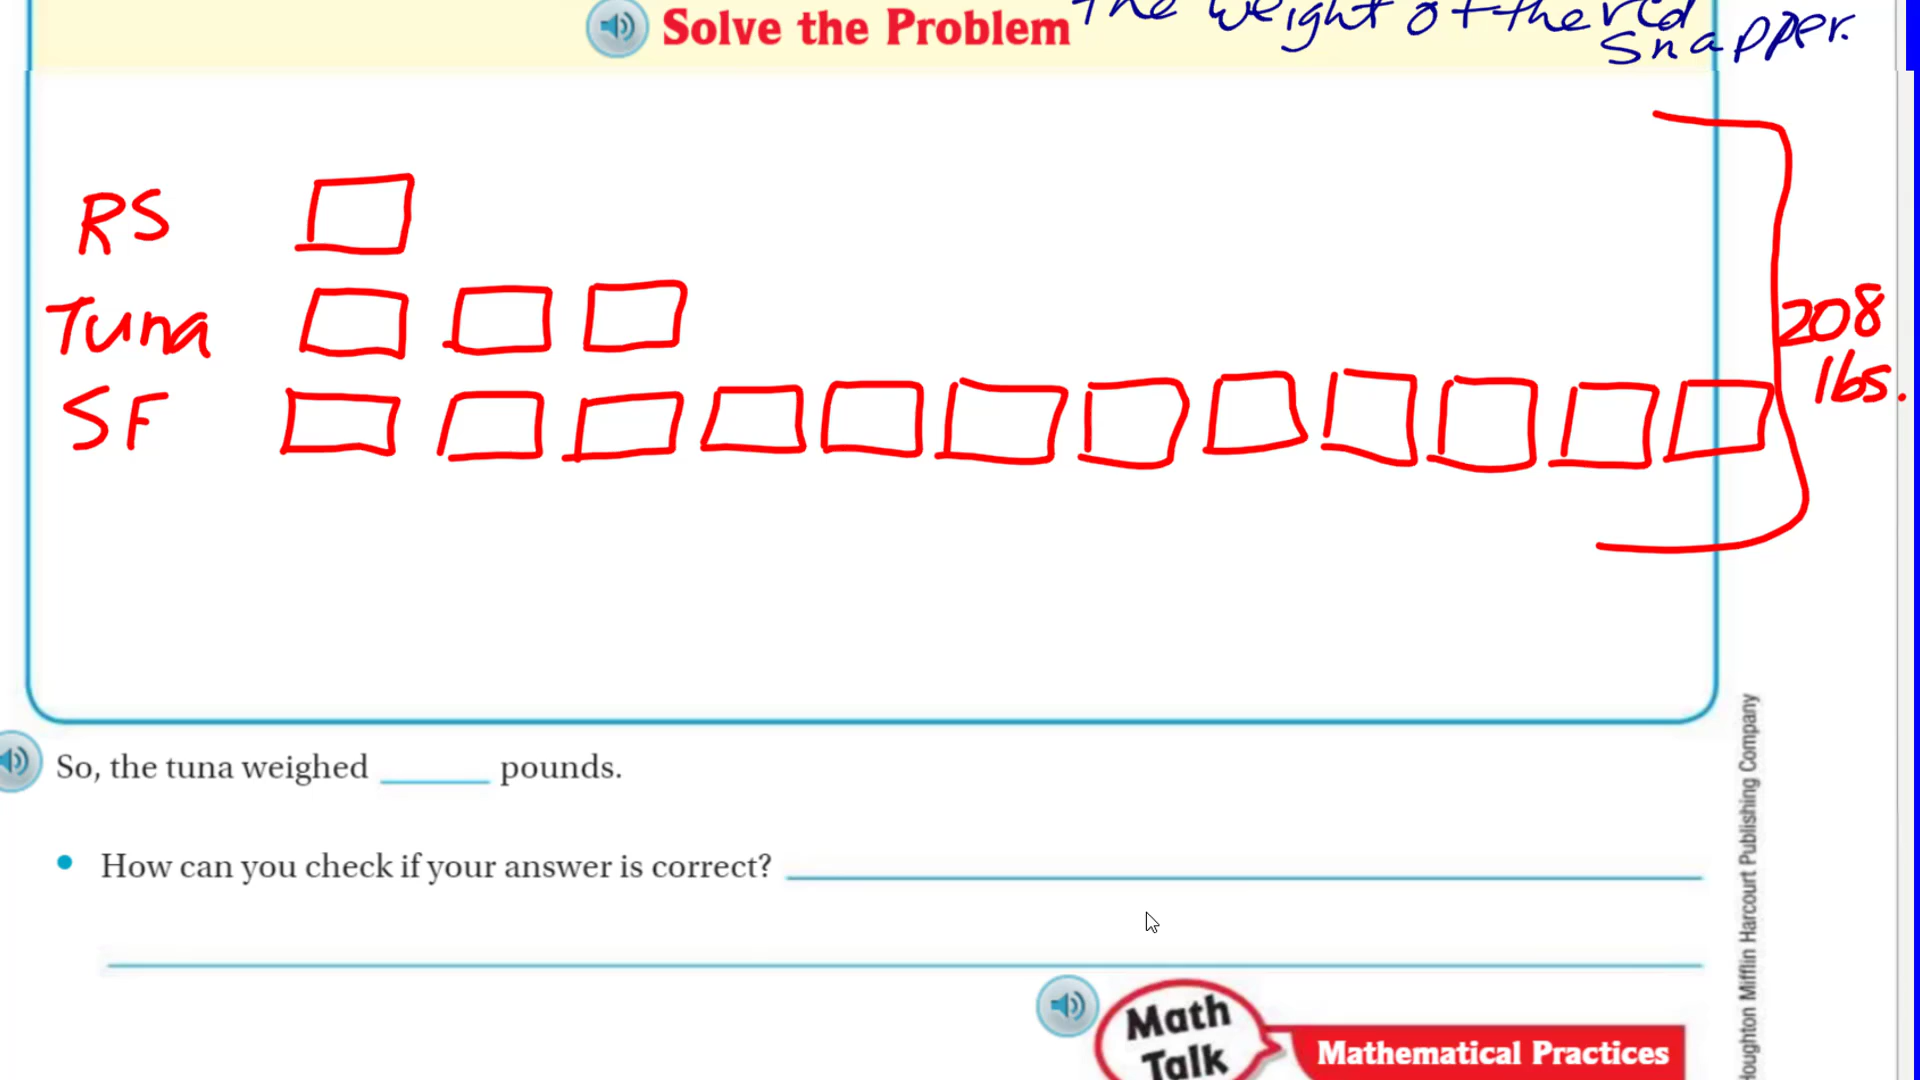 the weight of the red
snapper.
Solve the Problem
RS
Tuna
SF
208
lbs.
So, the tuna weighed ______ pounds.
• How can you check if your answer is correct?
Math
Talk
Mathematical Practices
Houghton Mifflin Harcourt Publishing Company